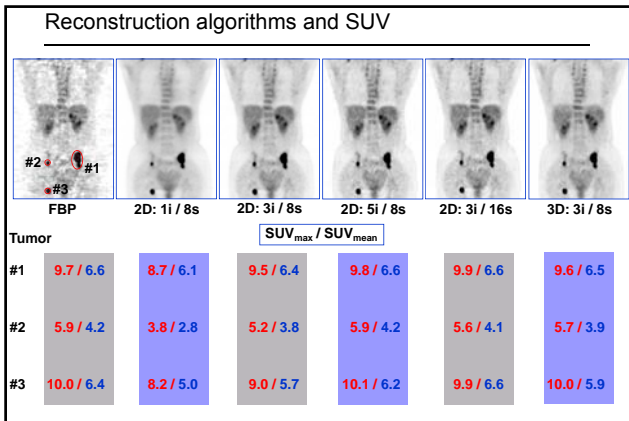 Reconstruction algorithms and SUV
#2
#1
#3
FBP 2D: 1i / 8s 2D: 3i / 8s 2D: 5i / 8s 2D: 3i / 16s 3D: 3i / 8s
Tumor SUVmax / SUVmean
#1 9.7 / 6.6 8.7 / 6.1 9.5 / 6.4 9.8 / 6.6 9.9 / 6.6 9.6 / 6.5
#2 5.9 / 4.2 3.8 / 2.8 5.2 / 3.8 5.9 / 4.2 5.6 / 4.1 5.7 / 3.9
#3 10.0 / 6.4 8.2 / 5.0 9.0 / 5.7 10.1 / 6.2 9.9 / 6.6 10.0 / 5.9